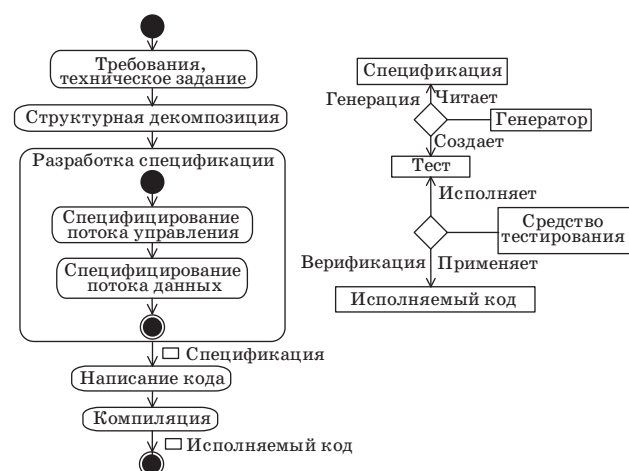 Требования,
техническое задание
Структурная декомпозиция
Разработка спецификации
Специфицирование
потока управления
Специфицирование
потока данных
Спецификация
Написание кода
Компиляция
Исполняемый код
Спецификация
Генерация
Читает
Генератор
Создает
Тест
Исполняет
Средство
тестирования
Верификация
Применяет
Исполняемый код